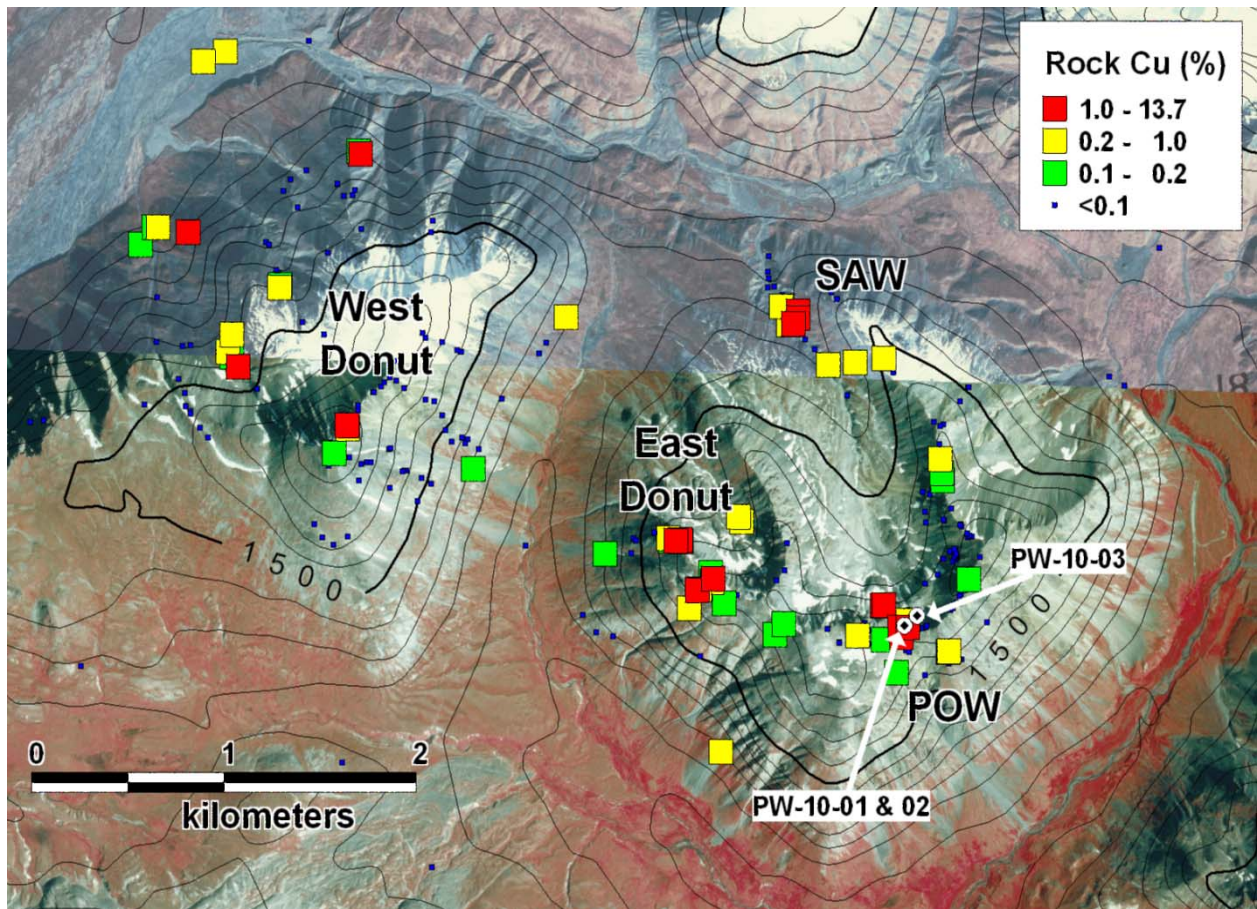 Rock Cu (%)
1.0 - 13.7
0.2 - 1.0
0.1 - 0.2
<0.1
SAW
West
Donut
East
Donut
PW-10-03
1500
1500
POW
0 1 2
kilometers
PW-10-01 & 02